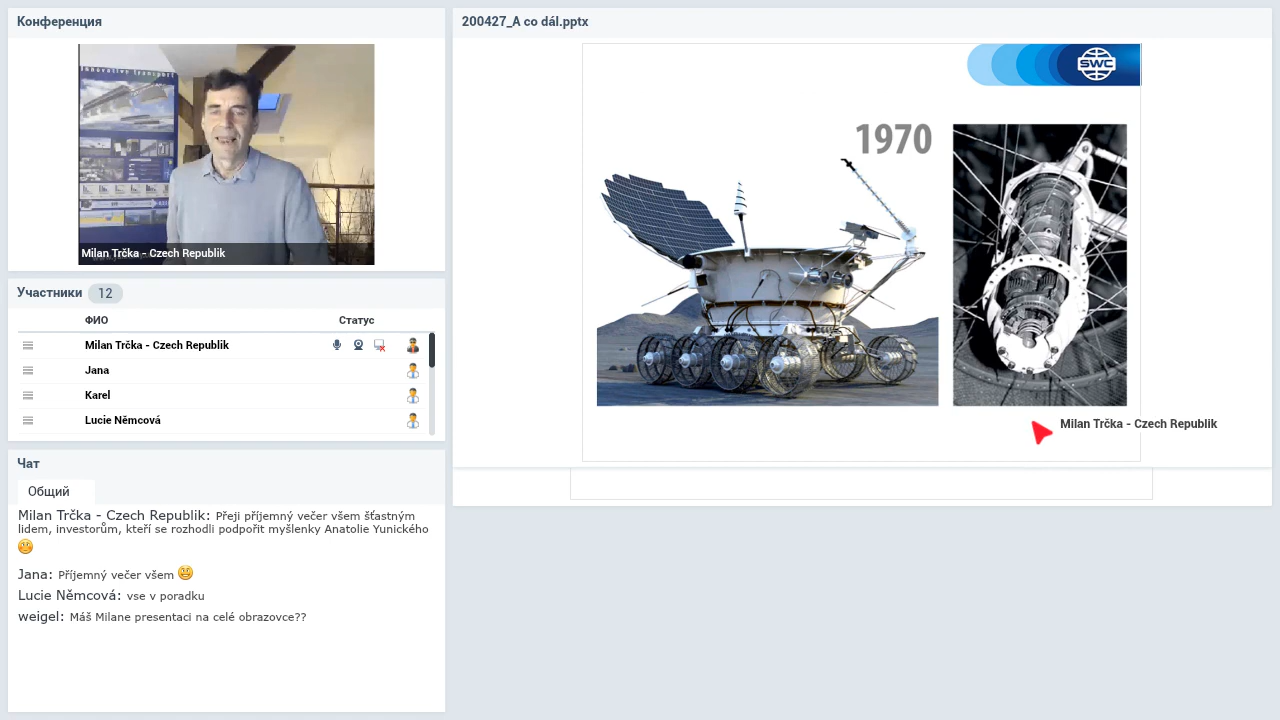 Конференция
Innovative transport
Milan Trčka - Czech Republik
Участники 12
ФИО Статус
Milan Trčka - Czech Republik
Jana
Karel
Lucie Němcová
Чат
Общий
Milan Trčka - Czech Republik: Přeji příjemný večer všem šťastným
lidem, investorům, kteří se rozhodli podpořit myšlenky Anatolie Yunického
Jana: Příjemný večer všem
Lucie Němcová: vse v poradku
weigel: Máš Milane presentaci na celé obrazovce??
200427_A co dál.pptx
SWC
1970
Milan Trčka - Czech Republik